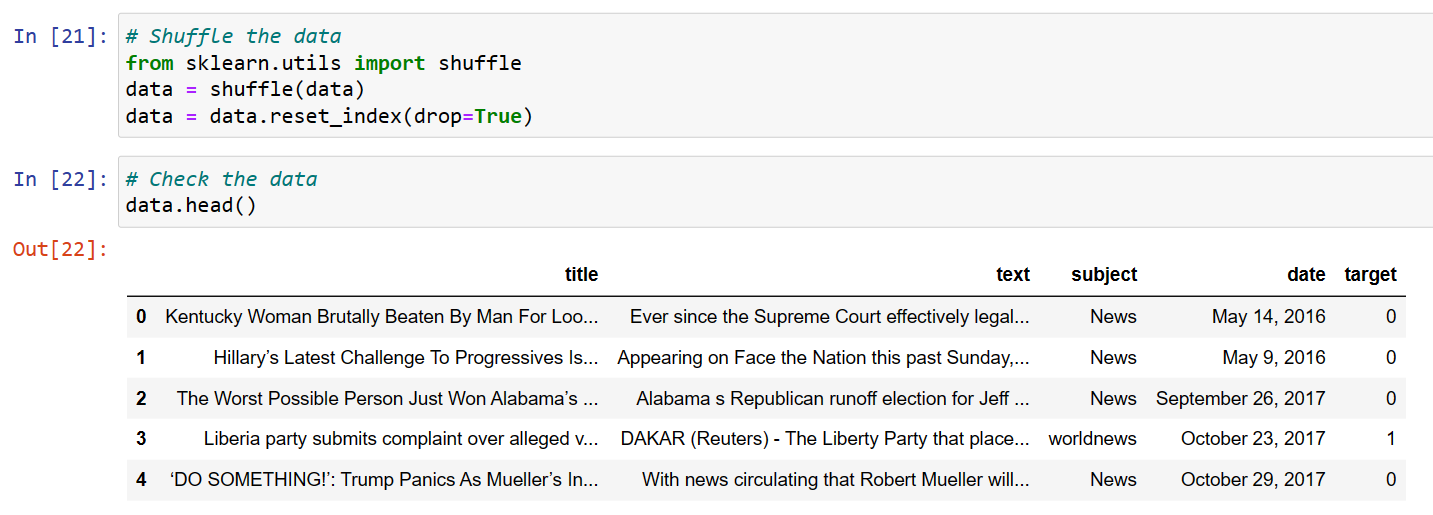 In [21]: # Shuffle the data
from sklearn.utils import shuffle
data = shuffle(data)
data = data.reset_index(drop=True)
In [22]: # Check the data
data.head()
Out[22]:
title text subject date target
0 Kentucky Woman Brutally Beaten By Man For Loo... Ever since the Supreme Court effectively legal... News May 14, 2016 0
1 Hillary’s Latest Challenge To Progressives Is... Appearing on Face the Nation this past Sunday,... News May 9, 2016 0
2 The Worst Possible Person Just Won Alabama’s ... Alabama s Republican runoff election for Jeff ... News September 26, 2017 0
3 Liberia party submits complaint over alleged v... DAKAR (Reuters) - The Liberty Party that place... worldnews October 23, 2017 1
4 ‘DO SOMETHING!’: Trump Panics As Mueller’s In... With news circulating that Robert Mueller will... News October 29, 2017 0